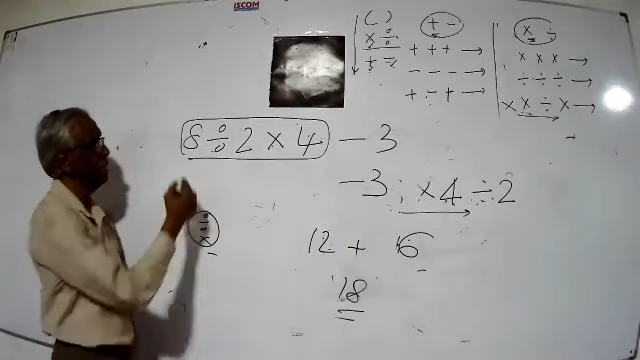 ISCOM
( )
× ÷
+ −
+ −
+ + + →
− − − →
+ − + →
× ÷
× × × →
÷ ÷ ÷ →
× × ÷ × →
8 ÷ 2 × 4 − 3
−3 × 4 ÷ 2
12 + 6
18